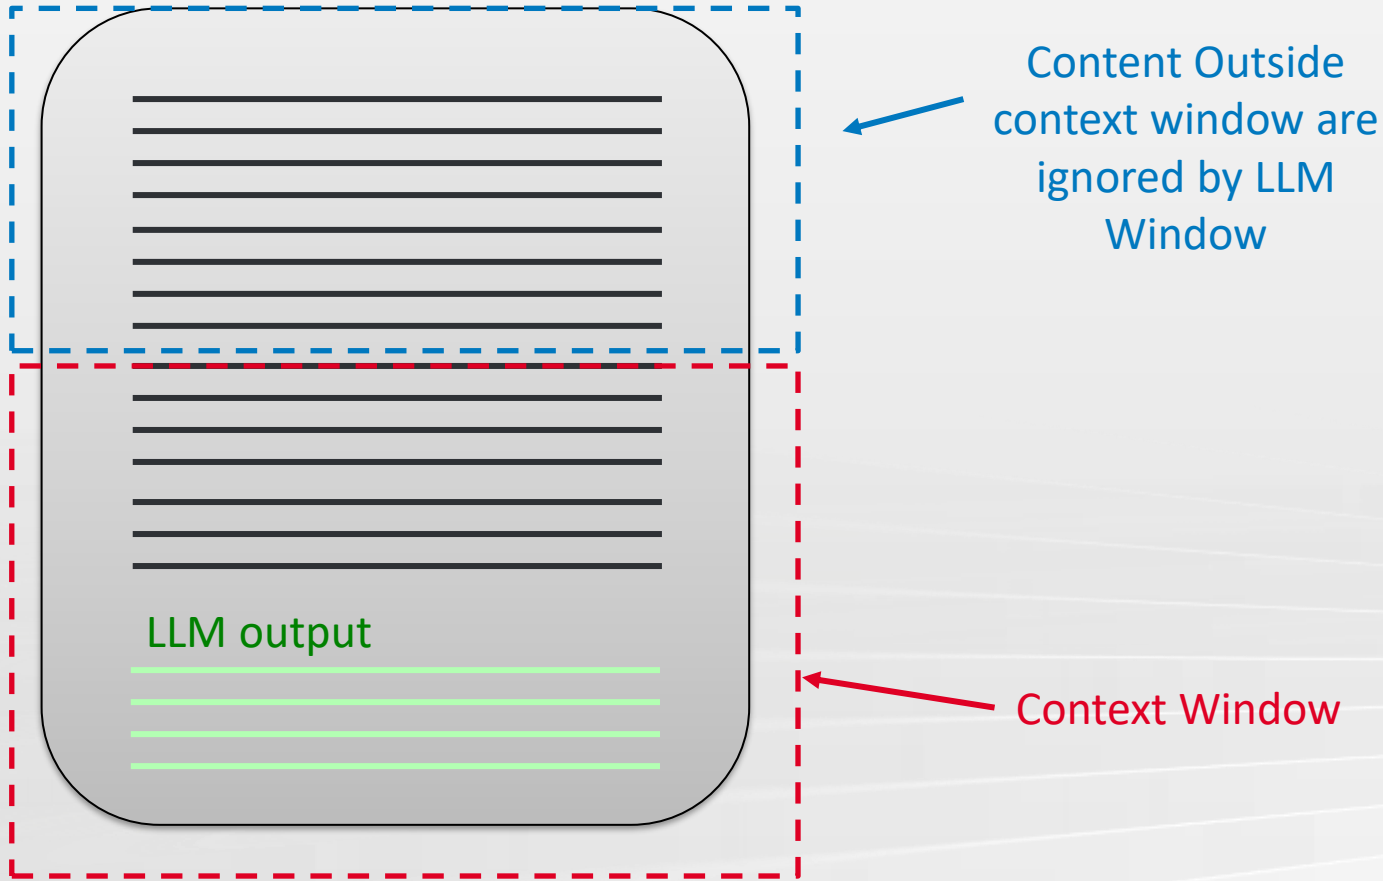 Content Outside
context window are
ignored by LLM
Window
LLM output
Context Window